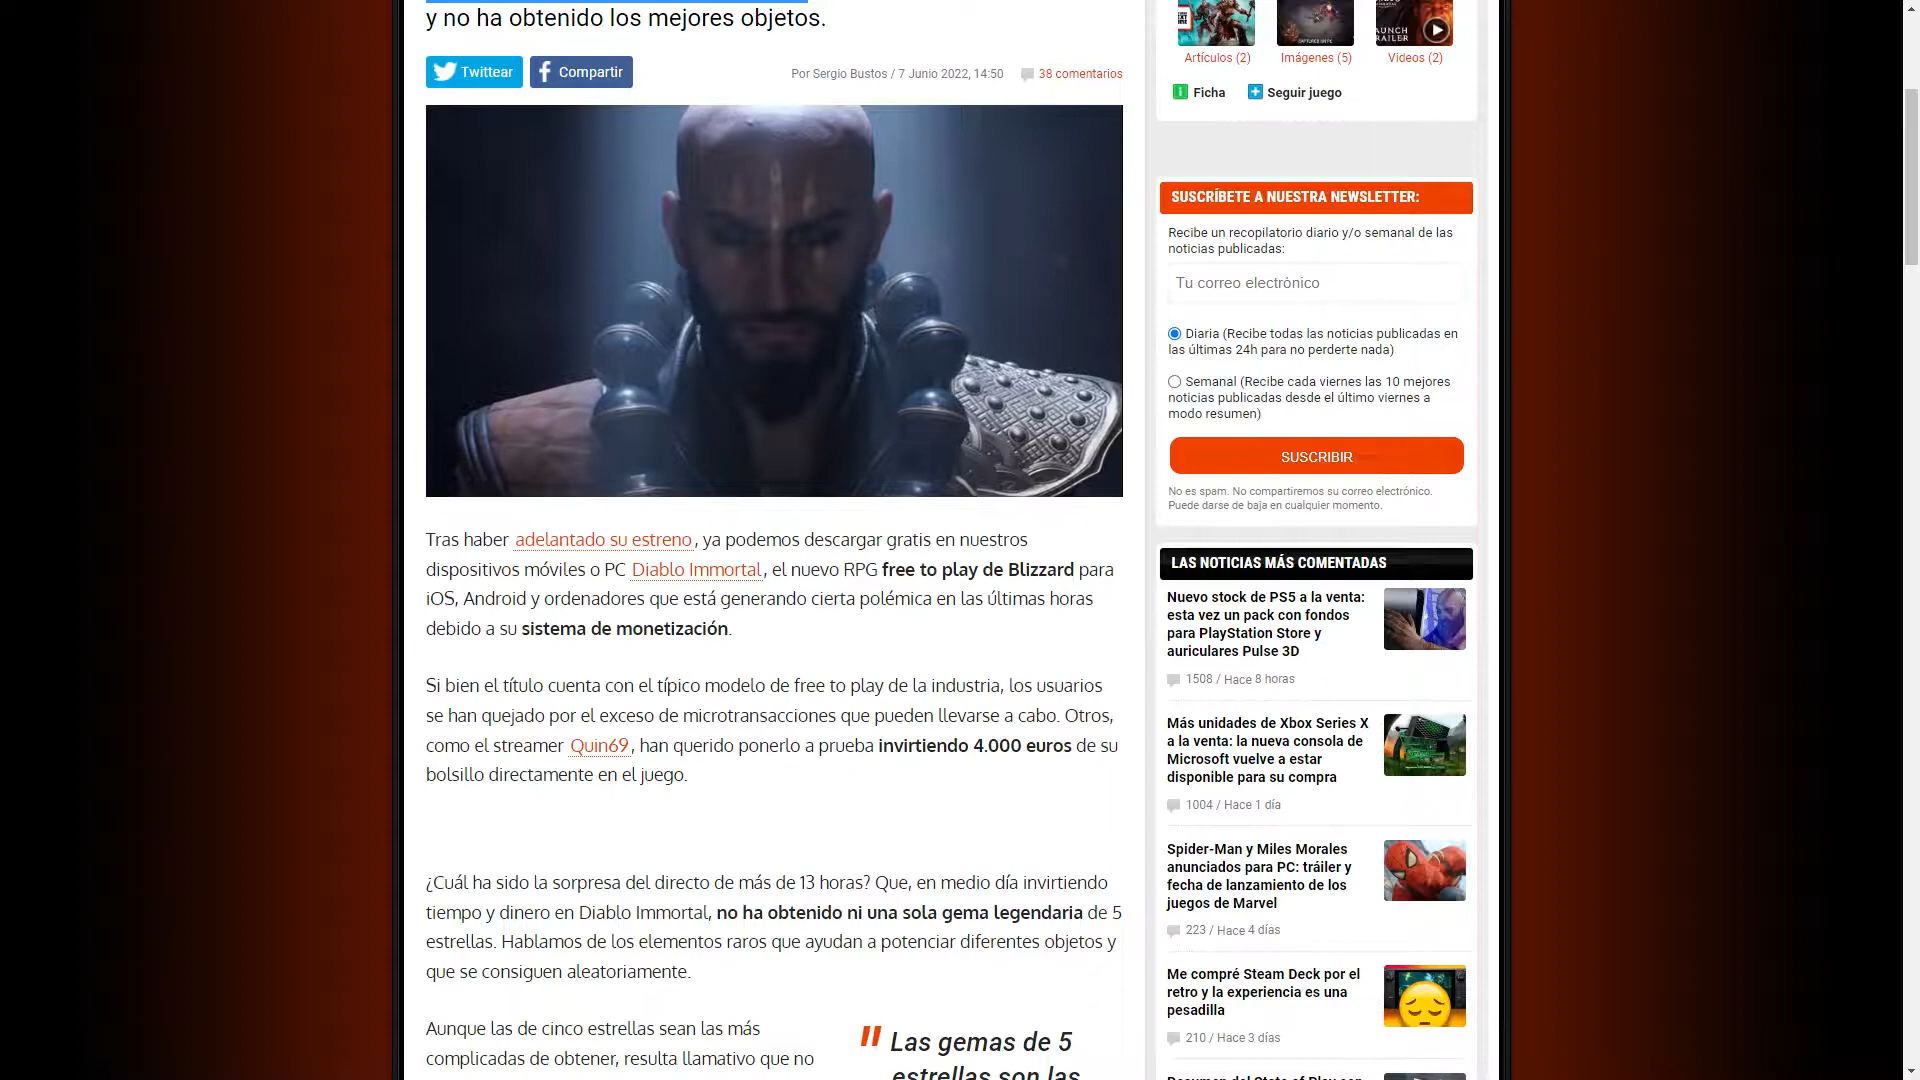 y no ha obtenido los mejores objetos.
Twittear
Compartir
Por Sergio Bustos / 7 Junio 2022, 14:50
38 comentarios
Tras haber adelantado su estreno, ya podemos descargar gratis en nuestros
dispositivos móviles o PC Diablo Immortal, el nuevo RPG free to play de Blizzard para
iOS, Android y ordenadores que está generando cierta polémica en las últimas horas
debido a su sistema de monetización.
Si bien el título cuenta con el típico modelo de free to play de la industria, los usuarios
se han quejado por el exceso de microtransacciones que pueden llevarse a cabo. Otros,
como el streamer Quin69, han querido ponerlo a prueba invirtiendo 4.000 euros de su
bolsillo directamente en el juego.
¿Cuál ha sido la sorpresa del directo de más de 13 horas? Que, en medio día invirtiendo
tiempo y dinero en Diablo Immortal, no ha obtenido ni una sola gema legendaria de 5
estrellas. Hablamos de los elementos raros que ayudan a potenciar diferentes objetos y
que se consiguen aleatoriamente.
Aunque las de cinco estrellas sean las más
complicadas de obtener, resulta llamativo que no
" Las gemas de 5
estrellas son las
Artículos (2)
Imágenes (5)
Videos (2)
Ficha
Seguir juego
SUSCRÍBETE A NUESTRA NEWSLETTER:
Recibe un recopilatorio diario y/o semanal de las
noticias publicadas:
Tu correo electrónico
Diaria (Recibe todas las noticias publicadas en
las últimas 24h para no perderte nada)
Semanal (Recibe cada viernes las 10 mejores
noticias publicadas desde el último viernes a
modo resumen)
SUSCRIBIR
No es spam. No compartiremos su correo electrónico.
Puede darse de baja en cualquier momento.
LAS NOTICIAS MÁS COMENTADAS
Nuevo stock de PS5 a la venta:
esta vez un pack con fondos
para PlayStation Store y
auriculares Pulse 3D
1508 / Hace 8 horas
Más unidades de Xbox Series X
a la venta: la nueva consola de
Microsoft vuelve a estar
disponible para su compra
1004 / Hace 1 día
Spider-Man y Miles Morales
anunciados para PC: tráiler y
fecha de lanzamiento de los
juegos de Marvel
223 / Hace 4 días
Me compré Steam Deck por el
retro y la experiencia es una
pesadilla
210 / Hace 3 días